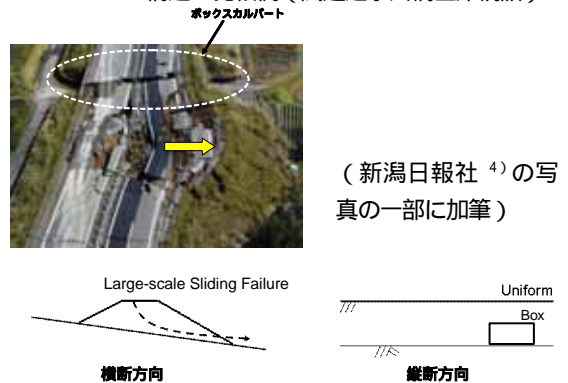 ボックスカルバート
(新潟日報社 4)の写
真の一部に加筆)
Large-scale Sliding Failure
Uniform
Box
横断方向
縦断方向